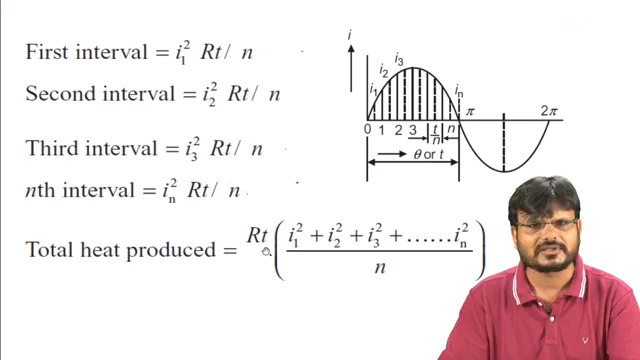 First interval = i₁² Rt/ n
Second interval = i₂² Rt/ n
Third interval = i₃² Rt/ n
nth interval = iₙ² Rt/ n
Total heat produced = Rt ( (i₁² + i₂² + i₃² + ……iₙ²) / n )
i
i₁ i₂ i₃ iₙ
0 1 2 3 t/n n π 2π
θ or t